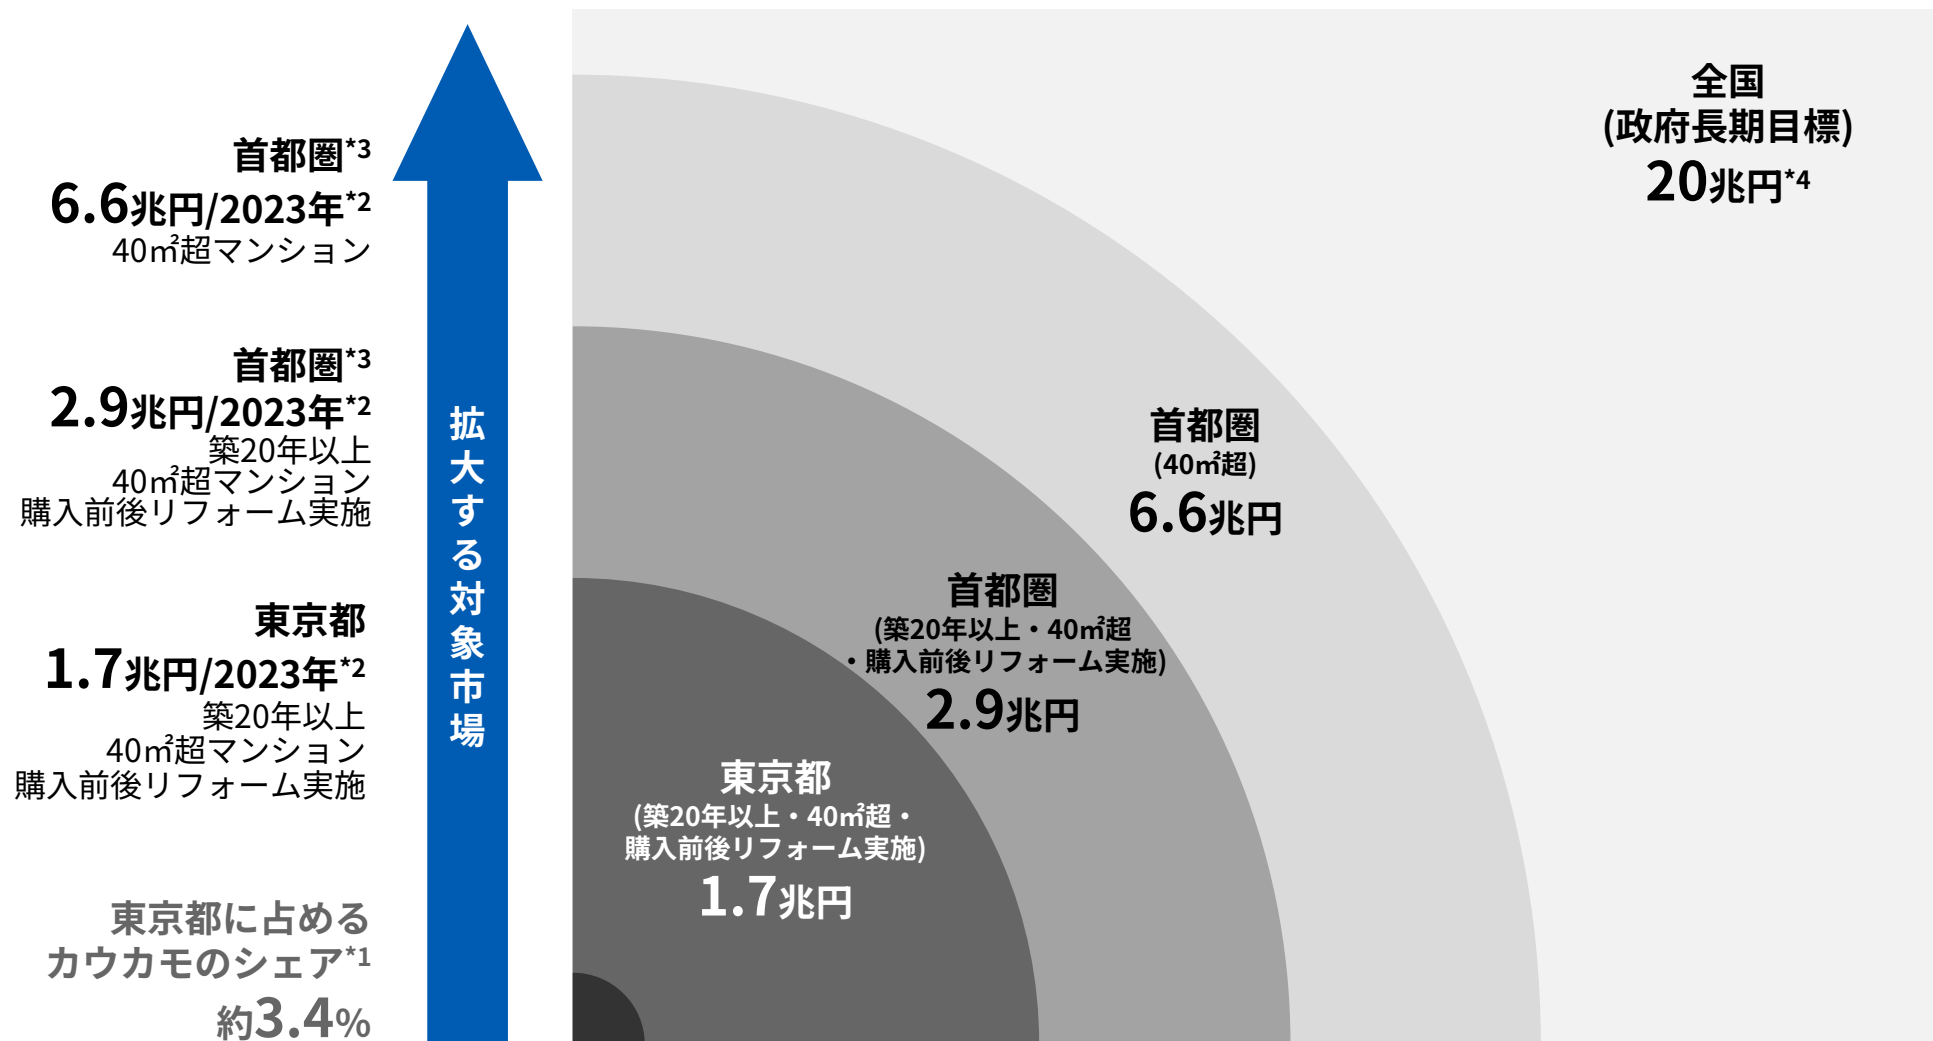 首都圏*3
6.6兆円/2023年*2
40㎡超マンション
首都圏*3
2.9兆円/2023年*2
築20年以上
40㎡超マンション
購入前後リフォーム実施
東京都
1.7兆円/2023年*2
築20年以上
40㎡超マンション
購入前後リフォーム実施
東京都に占める
カウカモのシェア*1
約3.4%
拡大する対象市場
全国
(政府長期目標)
20兆円*4
首都圏
(40㎡超)
6.6兆円
首都圏
(築20年以上・40㎡超
・購入前後リフォーム実施)
2.9兆円
東京都
(築20年以上・40㎡超・
購入前後リフォーム実施)
1.7兆円